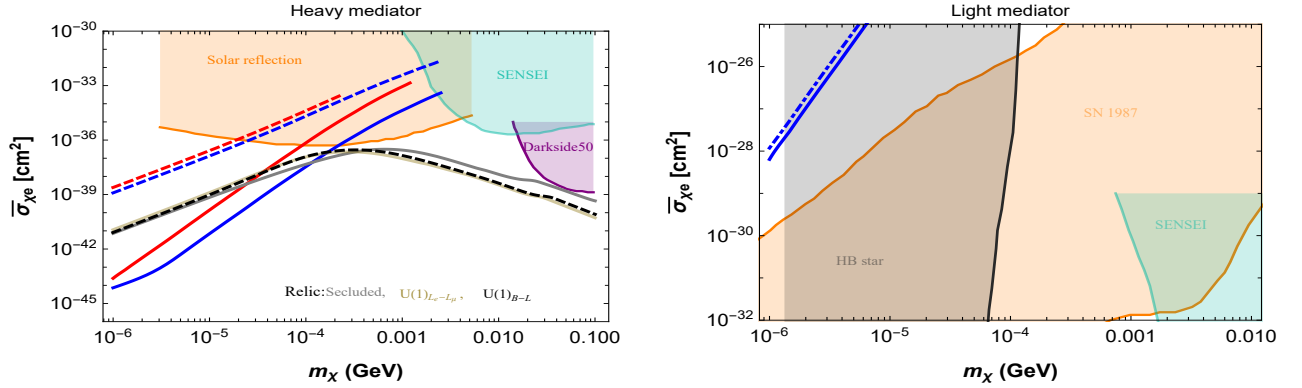 Heavy mediator
10⁻³⁰
10⁻³³
10⁻³⁶
10⁻³⁹
10⁻⁴²
10⁻⁴⁵
σ̅χe [cm²]
Solar reflection
SENSEI
Darkside50
Relic:Secluded, U(1)Lₑ−Lμ, U(1)B−L
10⁻⁶ 10⁻⁵ 10⁻⁴ 0.001 0.010 0.100
mχ (GeV)
Light mediator
10⁻²⁶
10⁻²⁸
10⁻³⁰
10⁻³²
σ̅χe [cm²]
SN 1987
SENSEI
HB star
10⁻⁶ 10⁻⁵ 10⁻⁴ 0.001 0.010
mχ (GeV)